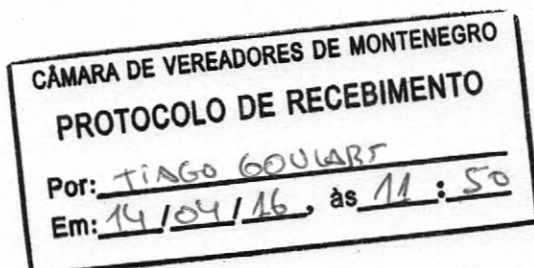 CÂMARA DE VEREADORES DE MONTENEGRO
PROTOCOLO DE RECEBIMENTO
Por: TIAGO GOULART
Em: 14/04/16, às 11:50